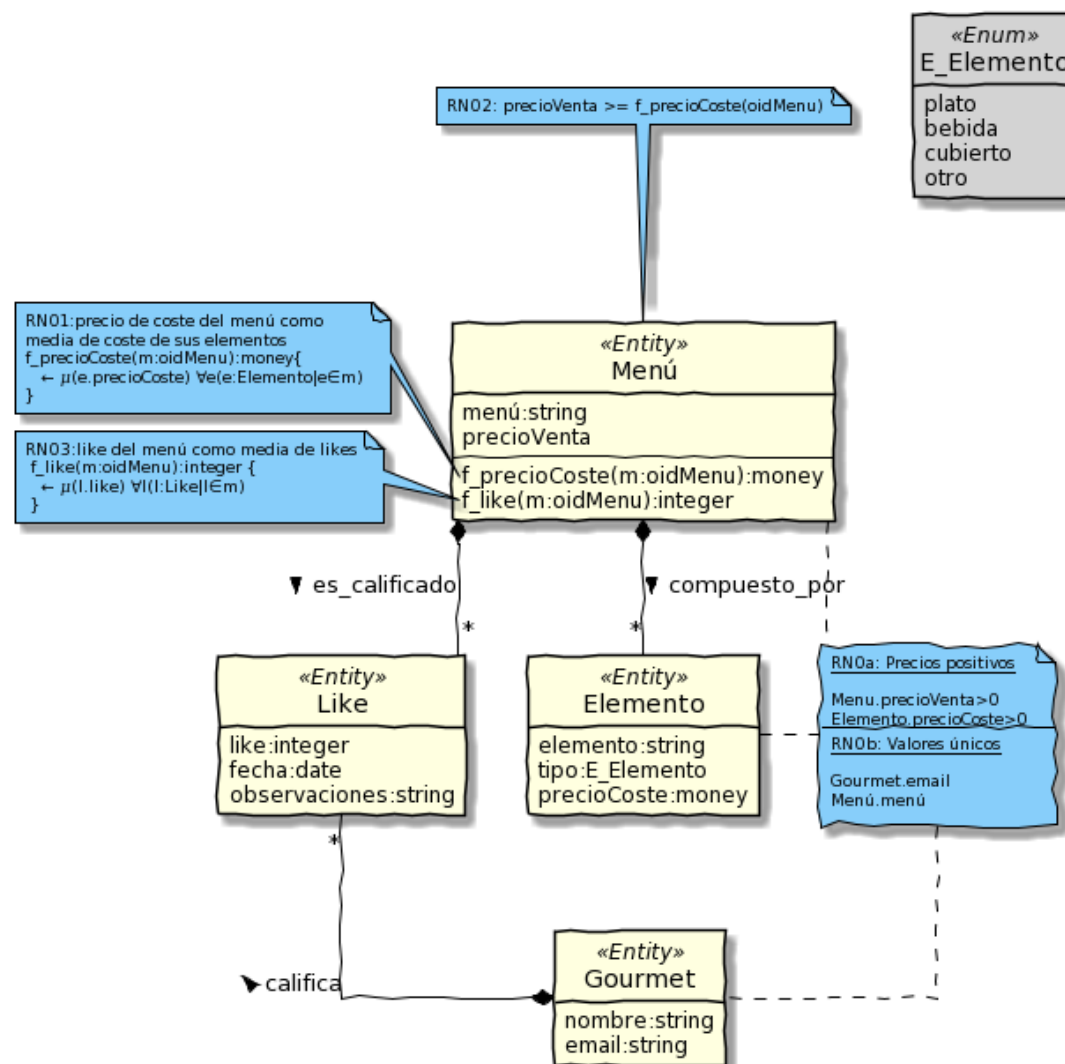 «Enum»
E_Elemento
plato
bebida
cubierto
otro
RN02: precioVenta >= f_precioCoste(oidMenu)
RN01:precio de coste del menú como
media de coste de sus elementos
f_precioCoste(m:oidMenu):money{
← μ(e.precioCoste) ∀e(e:Elemento|e∈m)
}
RN03:like del menú como media de likes
f_like(m:oidMenu):integer {
← μ(l.like) ∀l(l:Like|l∈m)
}
«Entity»
Menú
menú:string
precioVenta
f_precioCoste(m:oidMenu):money
f_like(m:oidMenu):integer
es_calificado
compuesto_por
*
*
«Entity»
Like
like:integer
fecha:date
observaciones:string
«Entity»
Elemento
elemento:string
tipo:E_Elemento
precioCoste:money
RN0a: Precios positivos
Menu.precioVenta>0
Elemento.precioCoste>0
RN0b: Valores únicos
Gourmet.email
Menú.menú
*
califica
«Entity»
Gourmet
nombre:string
email:string